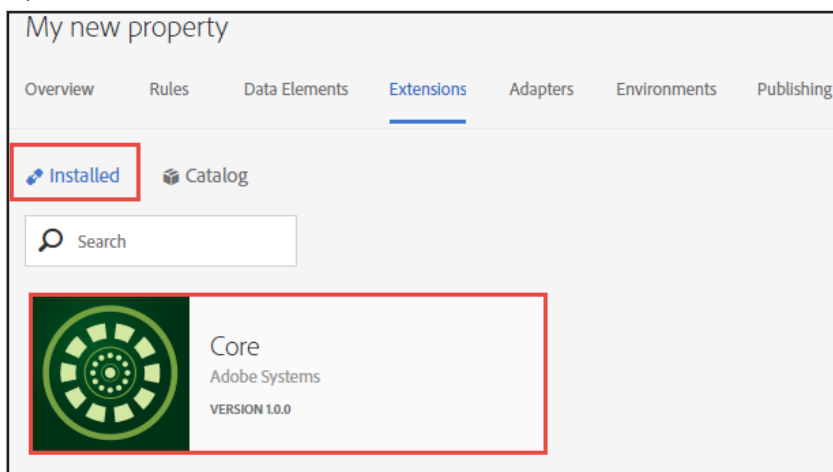 My new property
Overview Rules Data Elements Extensions Adapters Environments Publishing
Installed Catalog
Search
Core
Adobe Systems
VERSION 1.0.0